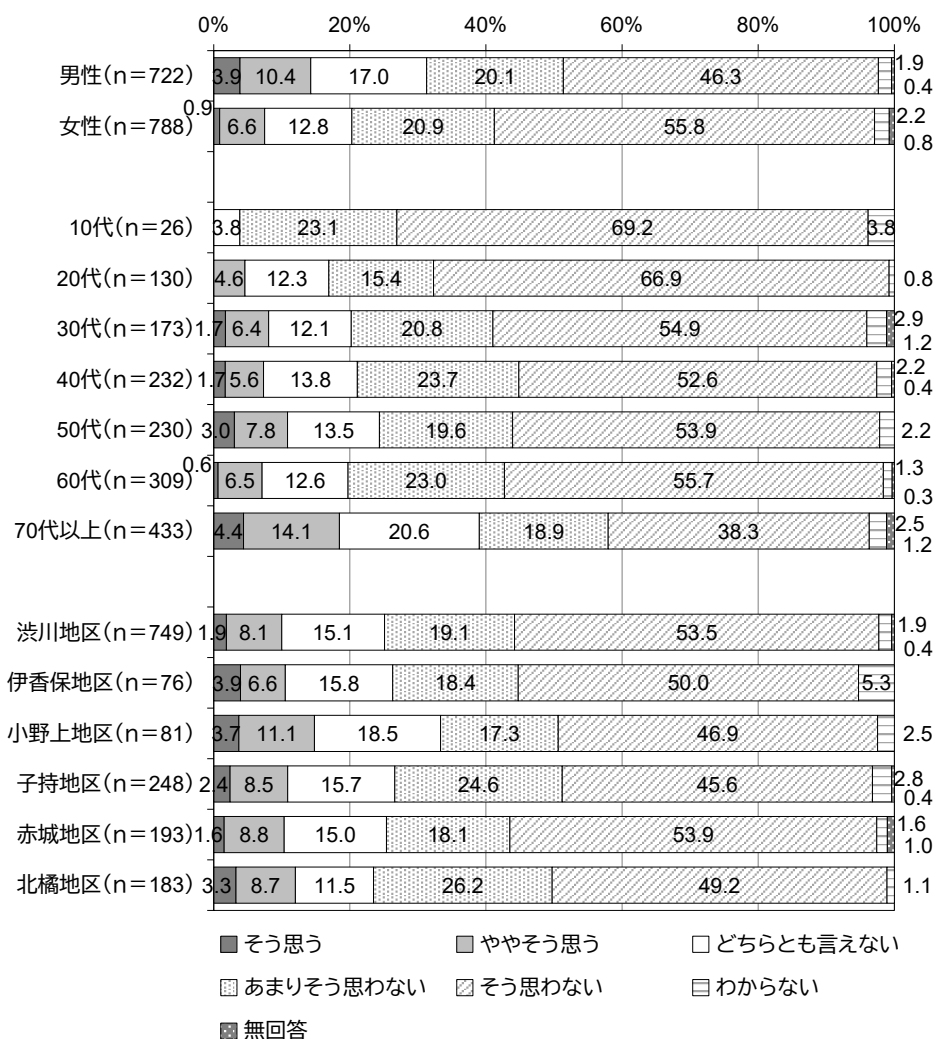 0% 20% 40% 60% 80% 100%
男性(n=722) 3.9 10.4 17.0 20.1 46.3 1.9 0.4
女性(n=788) 0.9 6.6 12.8 20.9 55.8 2.2 0.8
10代(n=26) 3.8 23.1 69.2 3.8
20代(n=130) 4.6 12.3 15.4 66.9 0.8
30代(n=173) 1.7 6.4 12.1 20.8 54.9 2.9 1.2
40代(n=232) 1.7 5.6 13.8 23.7 52.6 2.2 0.4
50代(n=230) 3.0 7.8 13.5 19.6 53.9 2.2
60代(n=309) 0.6 6.5 12.6 23.0 55.7 1.3 0.3
70代以上(n=433) 4.4 14.1 20.6 18.9 38.3 2.5 1.2
渋川地区(n=749) 1.9 8.1 15.1 19.1 53.5 1.9 0.4
伊香保地区(n=76) 3.9 6.6 15.8 18.4 50.0 5.3
小野上地区(n=81) 3.7 11.1 18.5 17.3 46.9 2.5
子持地区(n=248) 2.4 8.5 15.7 24.6 45.6 2.8 0.4
赤城地区(n=193) 1.6 8.8 15.0 18.1 53.9 1.6 1.0
北橘地区(n=183) 3.3 8.7 11.5 26.2 49.2 1.1
そう思う ややそう思う どちらとも言えない
あまりそう思わない そう思わない わからない
無回答